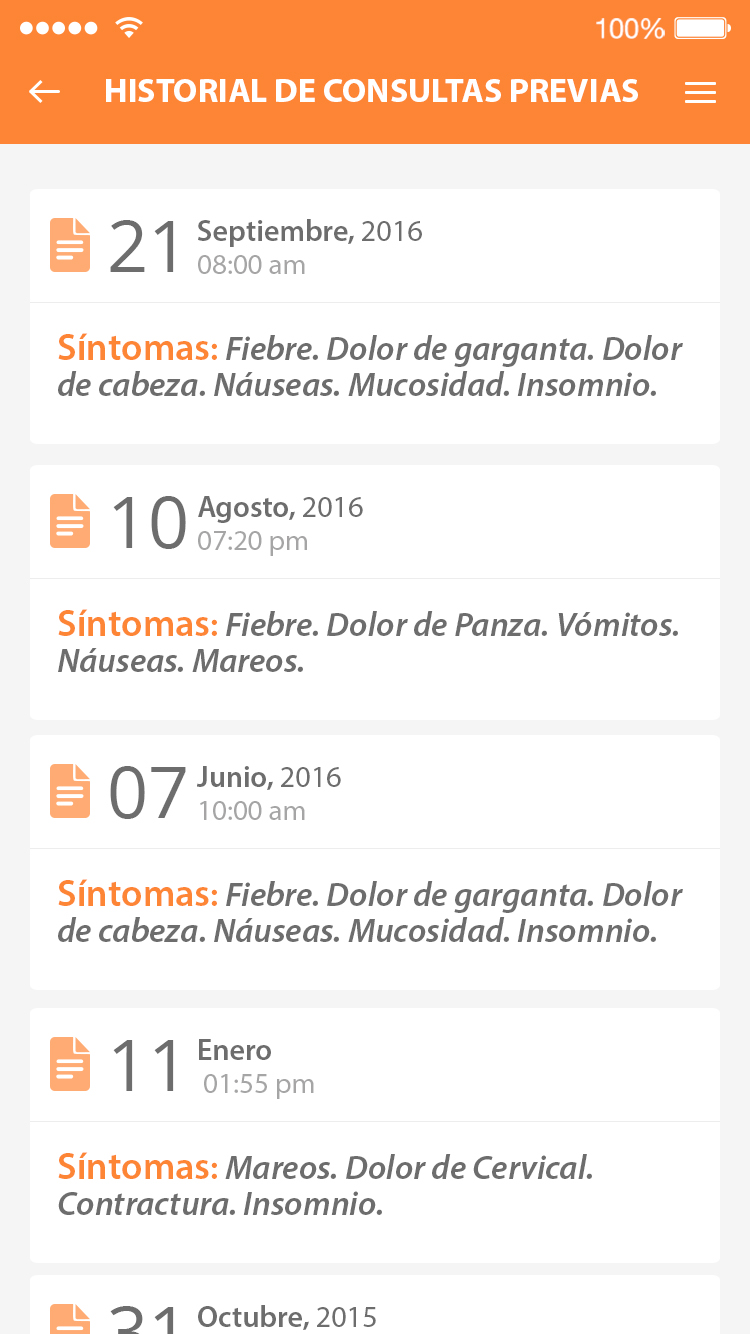 100%
HISTORIAL DE CONSULTAS PREVIAS
21 Septiembre, 2016
08:00 am
Síntomas: Fiebre. Dolor de garganta. Dolor
de cabeza. Náuseas. Mucosidad. Insomnio.
10 Agosto, 2016
07:20 pm
Síntomas: Fiebre. Dolor de Panza. Vómitos.
Náuseas. Mareos.
07 Junio, 2016
10:00 am
Síntomas: Fiebre. Dolor de garganta. Dolor
de cabeza. Náuseas. Mucosidad. Insomnio.
11 Enero
01:55 pm
Síntomas: Mareos. Dolor de Cervical.
Contractura. Insomnio.
31 Octubre, 2015